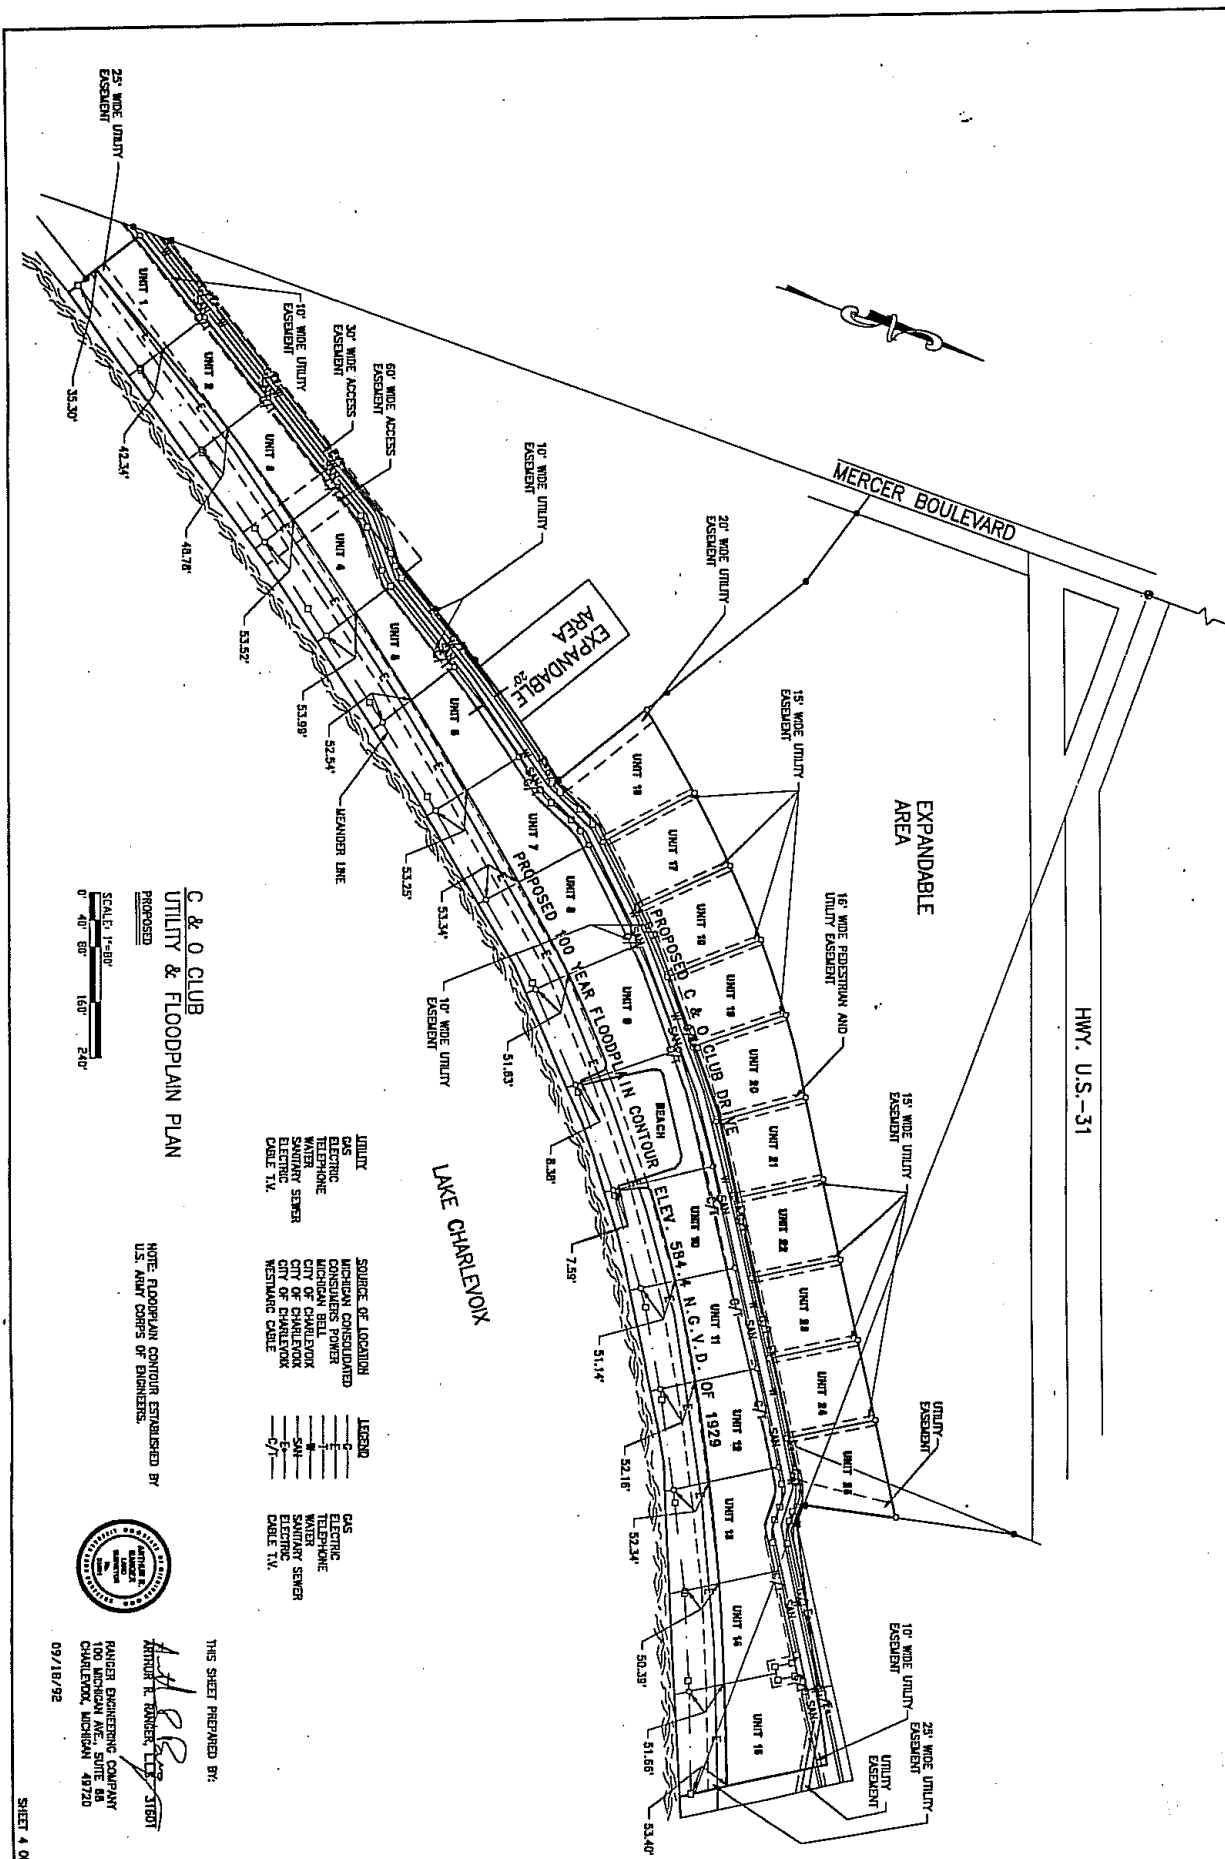 25' WIDE UTILITY
EASEMENT
UNIT 1
UNIT 2
UNIT 3
UNIT 4
UNIT 5
UNIT 6
UNIT 7
UNIT 8
UNIT 9
BEACH
UNIT 10
UNIT 11
UNIT 12
UNIT 13
UNIT 14
UNIT 15
UNIT 16
UNIT 17
UNIT 18
UNIT 19
UNIT 20
UNIT 21
UNIT 22
UNIT 23
UNIT 24
UNIT 25
10' WIDE UTILITY
EASEMENT
30' WIDE ACCESS
EASEMENT
60' WIDE ACCESS
EASEMENT
10' WIDE UTILITY
EASEMENT
EXPANDABLE
AREA
20'
20' WIDE UTILITY
EASEMENT
MERCER BOULEVARD
15' WIDE UTILITY
EASEMENT
EXPANDABLE
AREA
16' WIDE PEDESTRIAN AND
UTILITY EASEMENT
HWY. U.S.-31
15' WIDE UTILITY
EASEMENT
UTILITY
EASEMENT
10' WIDE UTILITY
EASEMENT
25' WIDE UTILITY
EASEMENT
UTILITY
EASEMENT
PROPOSED C & O CLUB DRIVE
PROPOSED 100 YEAR FLOODPLAIN CONTOUR ELEV. 584.4 N.G.V.D. OF 1929
35.30'
42.34'
48.78'
53.52'
53.99'
52.54'
MEANDER LINE
53.25'
53.34'
10' WIDE UTILITY
EASEMENT
51.63'
8.38'
7.59'
51.14'
52.16'
52.34'
50.39'
51.56'
53.40'
LAKE CHARLEVOIX
C & O CLUB
UTILITY & FLOODPLAIN PLAN
PROPOSED
SCALE: 1"=80'
0' 40' 80' 160' 240'
UTILITY
GAS
ELECTRIC
TELEPHONE
WATER
SANITARY SEWER
ELECTRIC
CABLE T.V.
SOURCE OF LOCATION
MICHIGAN CONSOLIDATED
CONSUMERS POWER
MICHIGAN BELL
CITY OF CHARLEVOIX
CITY OF CHARLEVOIX
CITY OF CHARLEVOIX
WESTMARC CABLE
LEGEND
G GAS
E ELECTRIC
T TELEPHONE
W WATER
SAN SANITARY SEWER
E ELECTRIC
C/T CABLE T.V.
NOTE: FLOODPLAIN CONTOUR ESTABLISHED BY
U.S. ARMY CORPS OF ENGINEERS.
THIS SHEET PREPARED BY:
ARTHUR R. RANGER, L.L.S. 31601
RANGER ENGINEERING COMPANY
100 MICHIGAN AVE., SUITE
CHARLEVOIX, MICHIGAN 49720
09/18/92
SHEET 4